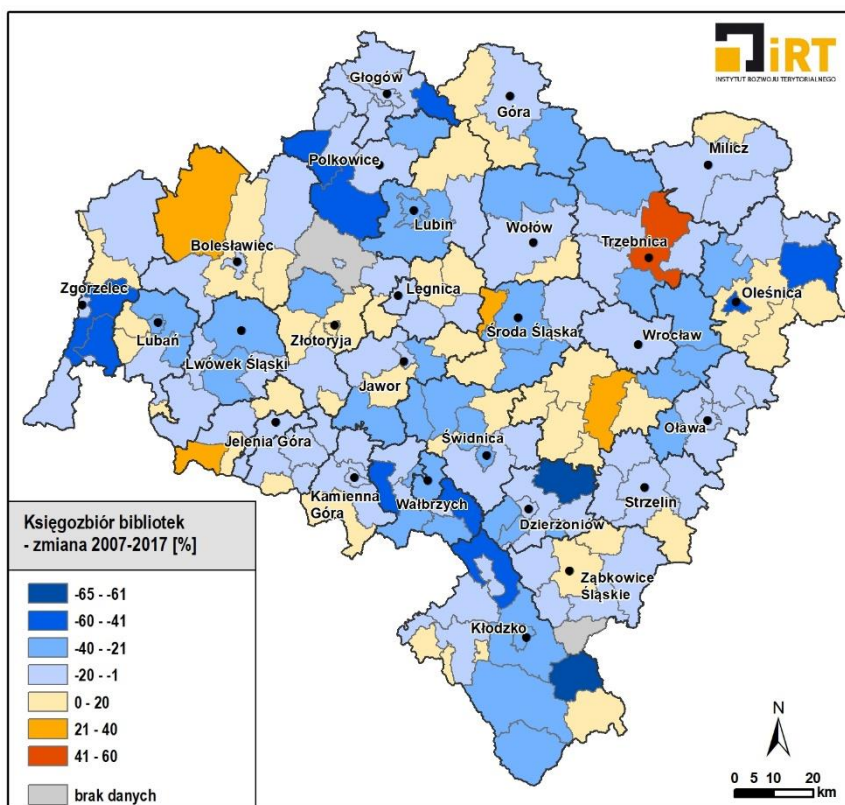 iRT
INSTYTUT ROZWOJU TERYTORIALNEGO
Głogów
Góra
Milicz
Polkowice
Lubin
Wołów
Trzebnica
Bolesławiec
Zgorzelec
Legnica
Oleśnica
Lubań
Złotoryja
Środa Śląska
Wrocław
Lwówek Śląski
Jawor
Oława
Jelenia Góra
Świdnica
Kamienna
Góra
Wałbrzych
Strzelin
Dzierżoniów
Ząbkowice
Śląskie
Kłodzko
Księgozbiór bibliotek
- zmiana 2007-2017 [%]
-65 - -61
-60 - -41
-40 - -21
-20 - -1
0 - 20
21 - 40
41 - 60
brak danych
N
0 5 10 20
km